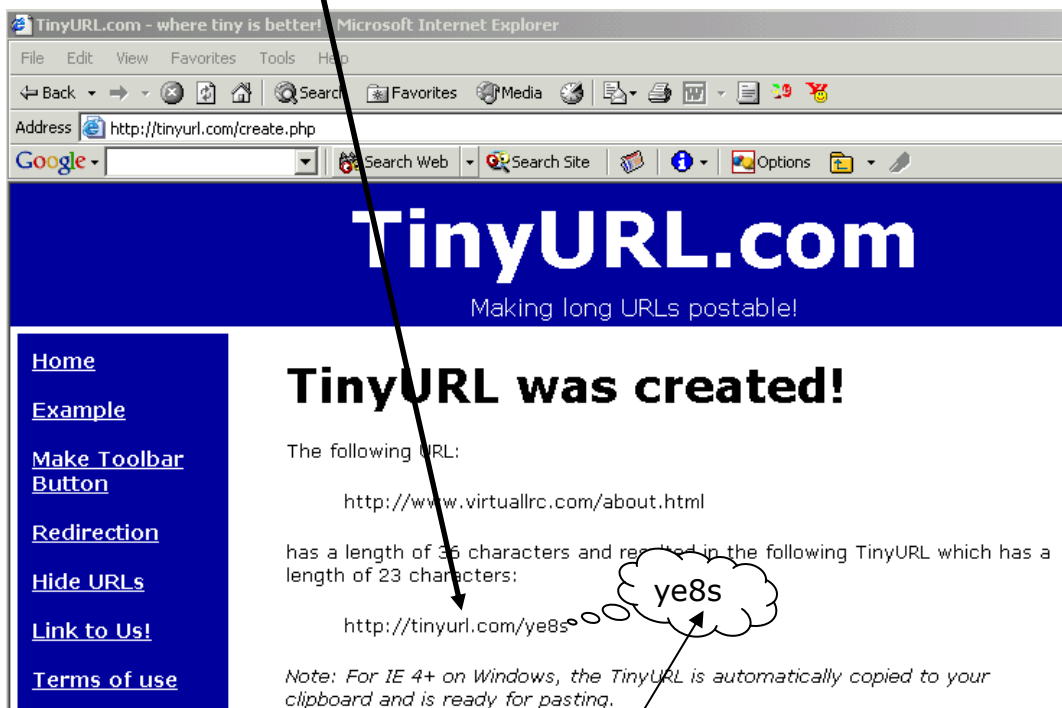 TinyURL.com - where tiny is better! - Microsoft Internet Explorer
File Edit View Favorites Tools Help
Back Search Favorites Media
Address http://tinyurl.com/create.php
Google Search Web Search Site Options
TinyURL.com
Making long URLs postable!
Home
Example
Make Toolbar
Button
Redirection
Hide URLs
Link to Us!
Terms of use
TinyURL was created!
The following URL:
http://www.virtuallrc.com/about.html
has a length of 36 characters and resulted in the following TinyURL which has a
length of 23 characters:
http://tinyurl.com/ye8s
ye8s
Note: For IE 4+ on Windows, the TinyURL is automatically copied to your
clipboard and is ready for pasting.